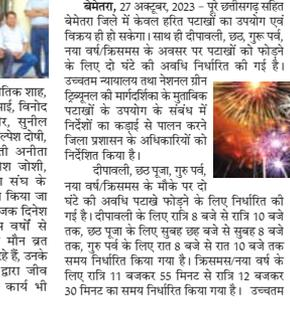 बेमेतरा, 27 अक्टूबर, 2023 – पूरे छत्तीसगढ़ सहित
बेमेतरा जिले में केवल हरित पटाखों का उपयोग एवं
विक्रय ही हो सकेगा। साथ ही दीपावली, छठ, गुरू पर्व,
नया वर्ष/क्रिसमस के अवसर पर पटाखों को फोड़ने
के लिए दो घंटे की अवधि निर्धारित की गई है।
उच्चतम न्यायालय तथा नेशनल ग्रीन
ट्रिब्यूनल की मार्गदर्शिका के मुताबिक
पटाखों के उपयोग के संबंध में
निर्देशों का कड़ाई से पालन करने
जिला प्रशासन के अधिकारियों को
निर्देशित किया है।
दीपावली, छठ पूजा, गुरु पर्व,
नया वर्ष/क्रिसमस के मौके पर दो
घंटे की अवधि पटाखे फोड़ने के लिए निर्धारित की
गई है। दीपावली के लिए रात्रि 8 बजे से रात्रि 10 बजे
तक, छठ पूजा के लिए सुबह छह बजे से सुबह 8 बजे
तक, गुरु पर्व के लिए रात 8 बजे से रात 10 बजे तक
समय निर्धारित किया गया है। क्रिसमस/नया वर्ष के
लिए रात्रि 11 बजकर 55 मिनट से रात्रि 12 बजकर
30 मिनट का समय निर्धारित किया गया है। उच्चतम
तिक शाह,
विनोद
सुनील
ल्पेश दोषी,
ती अनीता
श जोशी,
संघ के
किया जा
जक दिनेश
वर्षों से
मौन व्रत
रहे हैं, उनके
द्वारा जीव
कार्य भी